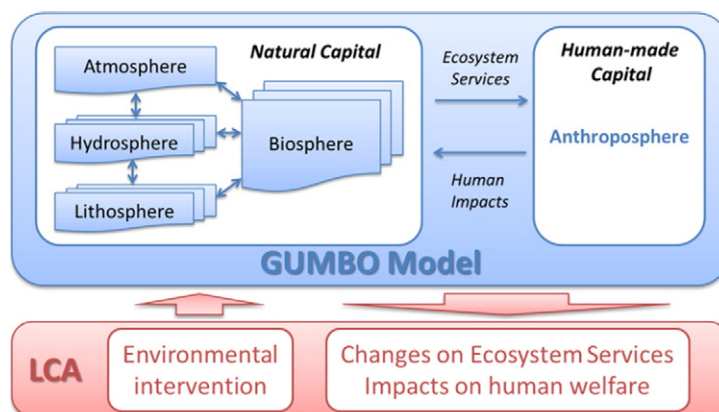 Natural Capital
Atmosphere
Hydrosphere
Lithosphere
Biosphere
Ecosystem
Services
Human
Impacts
Human-made
Capital
Anthroposphere
GUMBO Model
LCA
Environmental
intervention
Changes on Ecosystem Services
Impacts on human welfare